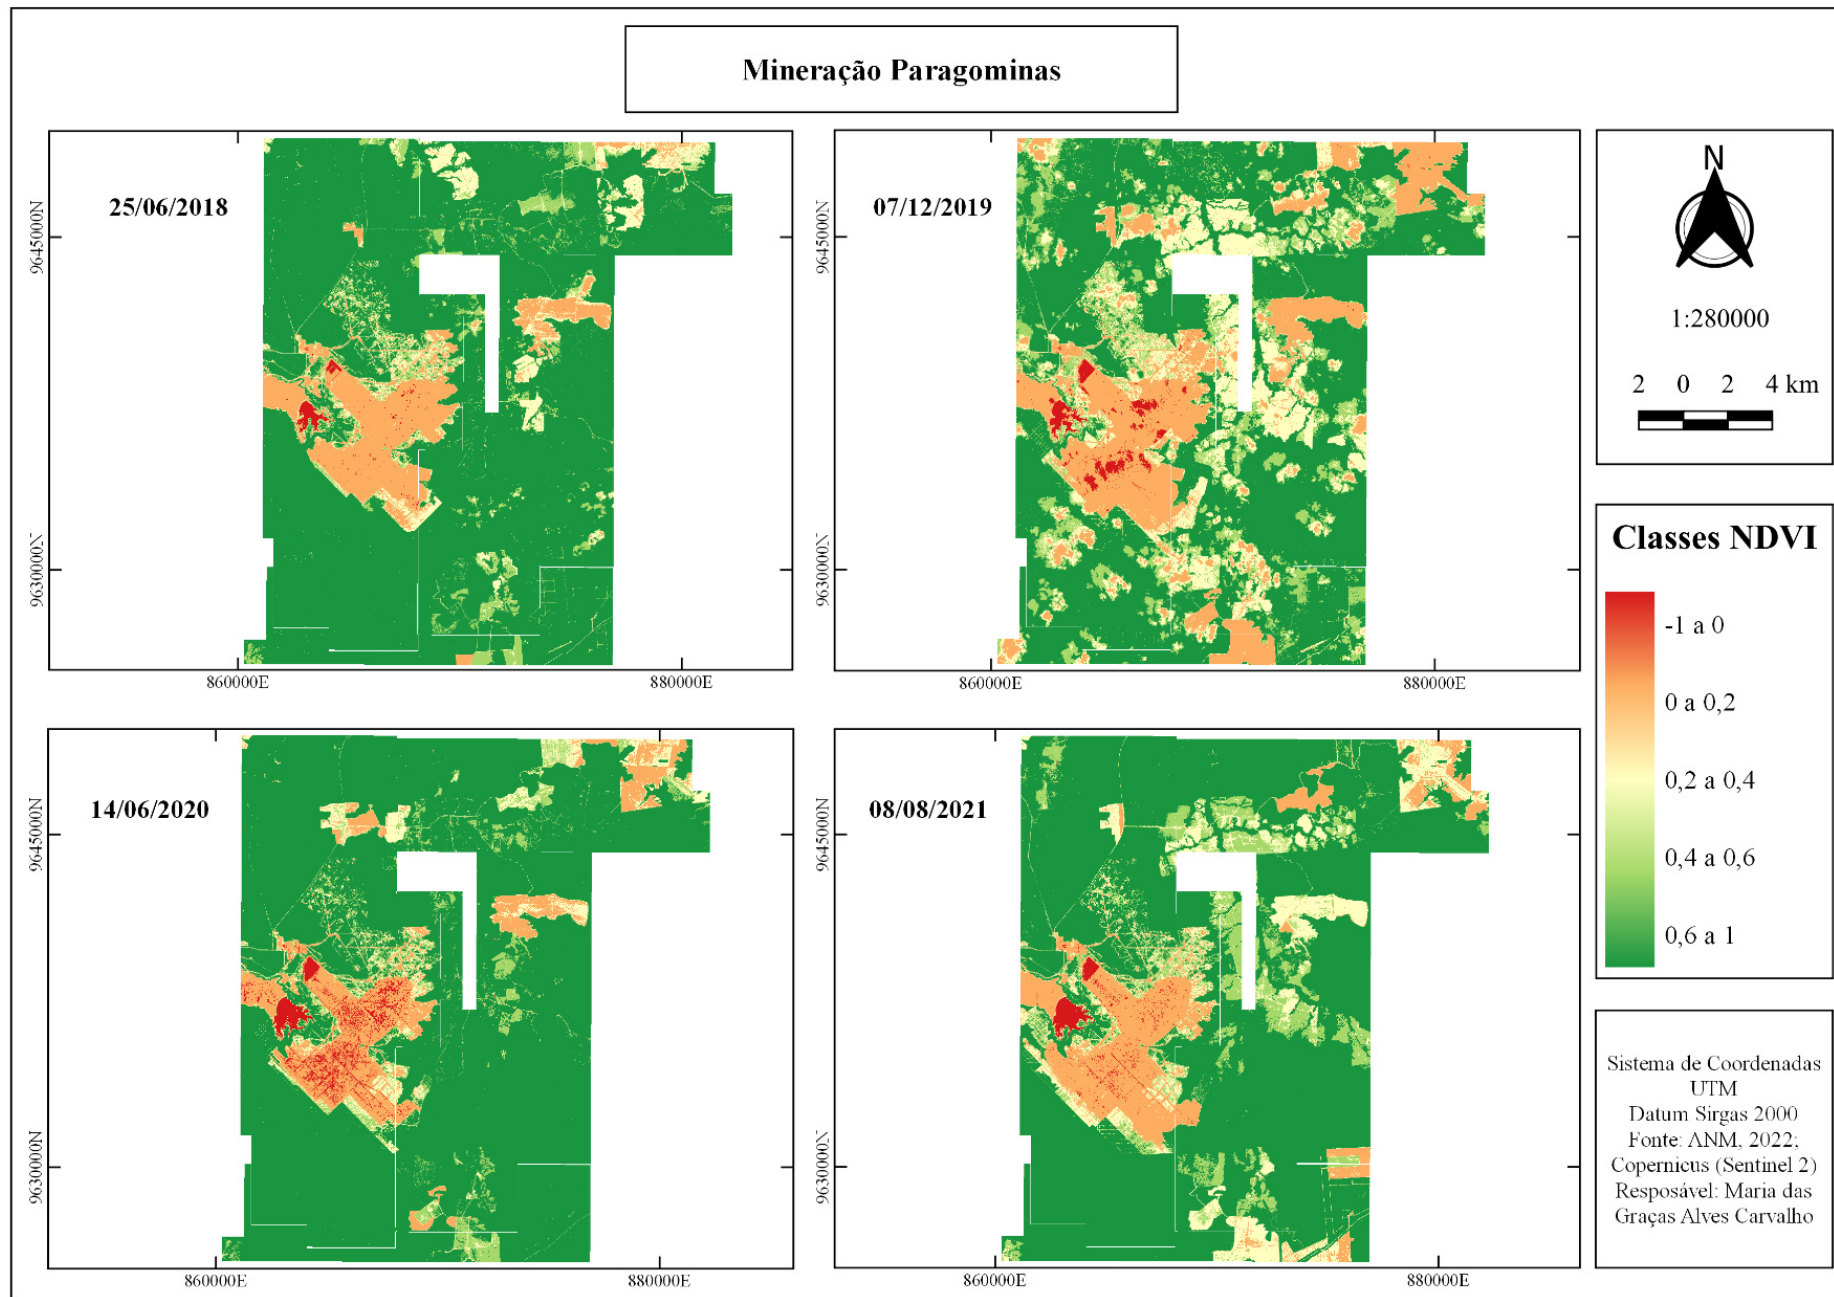 Mineração Paragominas
25/06/2018
9645000N
9630000N
860000E
880000E
07/12/2019
9645000N
9630000N
860000E
880000E
N
1:280000
2 0 2 4 km
14/06/2020
9645000N
9630000N
860000E
880000E
08/08/2021
9645000N
9630000N
860000E
880000E
Classes NDVI
-1 a 0
0 a 0,2
0,2 a 0,4
0,4 a 0,6
0,6 a 1
Sistema de Coordenadas
UTM
Datum Sirgas 2000
Fonte: ANM, 2022;
Copernicus (Sentinel 2)
Resposável: Maria das
Graças Alves Carvalho